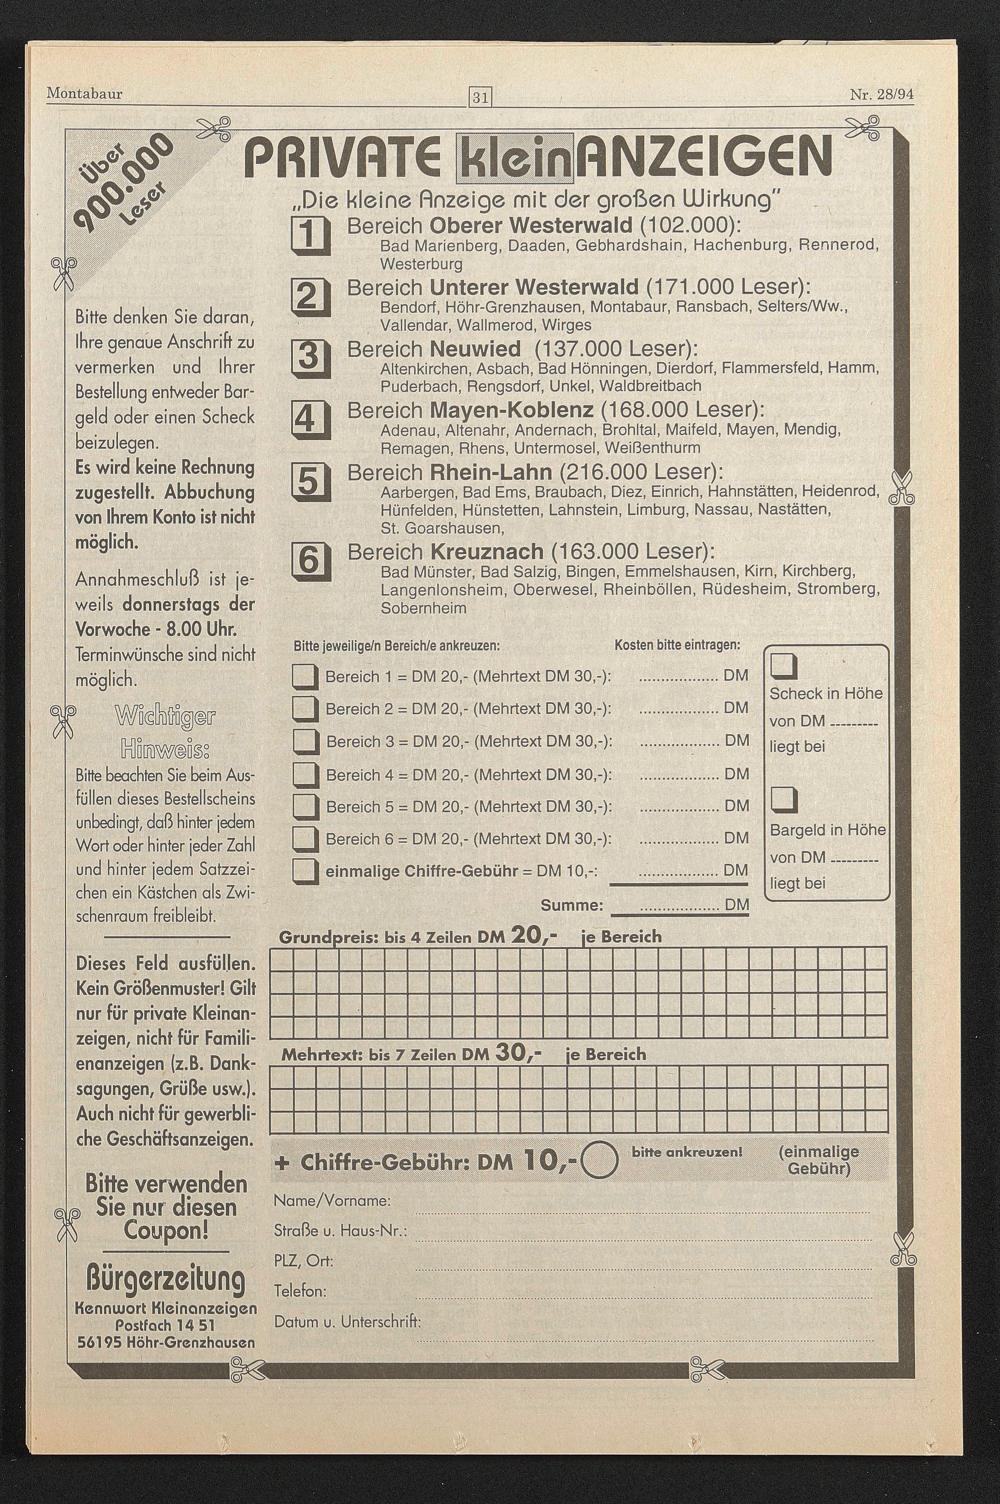 Montabaur
31
Nr. 28/94
Über
900.000
Leser
PRIVATE kleinANZEIGEN
„Die kleine Anzeige mit der großen Wirkung"
1 Bereich Oberer Westerwald (102.000):
Bad Marienberg, Daaden, Gebhardshain, Hachenburg, Rennerod,
Westerburg
2 Bereich Unterer Westerwald (171.000 Leser):
Bendorf, Höhr-Grenzhausen, Montabaur, Ransbach, Selters/Ww.,
Vallendar, Wallmerod, Wirges
3 Bereich Neuwied (137.000 Leser):
Altenkirchen, Asbach, Bad Hönningen, Dierdorf, Flammersfeld, Hamm,
Puderbach, Rengsdorf, Unkel, Waldbreitbach
4 Bereich Mayen-Koblenz (168.000 Leser):
Adenau, Altenahr, Andernach, Brohltal, Maifeld, Mayen, Mendig,
Remagen, Rhens, Untermosel, Weißenthurm
5 Bereich Rhein-Lahn (216.000 Leser):
Aarbergen, Bad Ems, Braubach, Diez, Einrich, Hahnstätten, Heidenrod,
Hünfelden, Hünstetten, Lahnstein, Limburg, Nassau, Nastätten,
St. Goarshausen,
6 Bereich Kreuznach (163.000 Leser):
Bad Münster, Bad Salzig, Bingen, Emmelshausen, Kirn, Kirchberg,
Langenlonsheim, Oberwesel, Rheinböllen, Rüdesheim, Stromberg,
Sobernheim
Bitte denken Sie daran,
Ihre genaue Anschrift zu
vermerken und Ihrer
Bestellung entweder Bar-
geld oder einen Scheck
beizulegen.
Es wird keine Rechnung
zugestellt. Abbuchung
von Ihrem Konto ist nicht
möglich.
Annahmeschluß ist je-
weils donnerstags der
Vorwoche - 8.00 Uhr.
Terminwünsche sind nicht
möglich.
Wichtiger
Hinweis:
Bitte beachten Sie beim Aus-
füllen dieses Bestellscheins
unbedingt, daß hinter jedem
Wort oder hinter jeder Zahl
und hinter jedem Satzzei-
chen ein Kästchen als Zwi-
schenraum freibleibt.
Dieses Feld ausfüllen.
Kein Größenmuster! Gilt
nur für private Kleinan-
zeigen, nicht für Famili-
enanzeigen (z.B. Dank-
sagungen, Grüße usw.).
Auch nicht für gewerbli-
che Geschäftsanzeigen.
Bitte verwenden
Sie nur diesen
Coupon!
Bürgerzeitung
Kennwort Kleinanzeigen
Postfach 14 51
56195 Höhr-Grenzhausen
Bitte jeweilige/n Bereich/e ankreuzen: Kosten bitte eintragen:
Bereich 1 = DM 20,- (Mehrtext DM 30,-): .................. DM
Bereich 2 = DM 20,- (Mehrtext DM 30,-): .................. DM
Bereich 3 = DM 20,- (Mehrtext DM 30,-): .................. DM
Bereich 4 = DM 20,- (Mehrtext DM 30,-): .................. DM
Bereich 5 = DM 20,- (Mehrtext DM 30,-): .................. DM
Bereich 6 = DM 20,- (Mehrtext DM 30,-): .................. DM
einmalige Chiffre-Gebühr = DM 10,-: .................. DM
Summe: .................. DM
Scheck in Höhe
von DM ---------
liegt bei
Bargeld in Höhe
von DM ---------
liegt bei
Grundpreis: bis 4 Zeilen DM 20,- je Bereich
Mehrtext: bis 7 Zeilen DM 30,- je Bereich
+ Chiffre-Gebühr: DM 10,- bitte ankreuzen! (einmalige
Gebühr)
Name/Vorname:
Straße u. Haus-Nr.:
PLZ, Ort:
Telefon:
Datum u. Unterschrift: